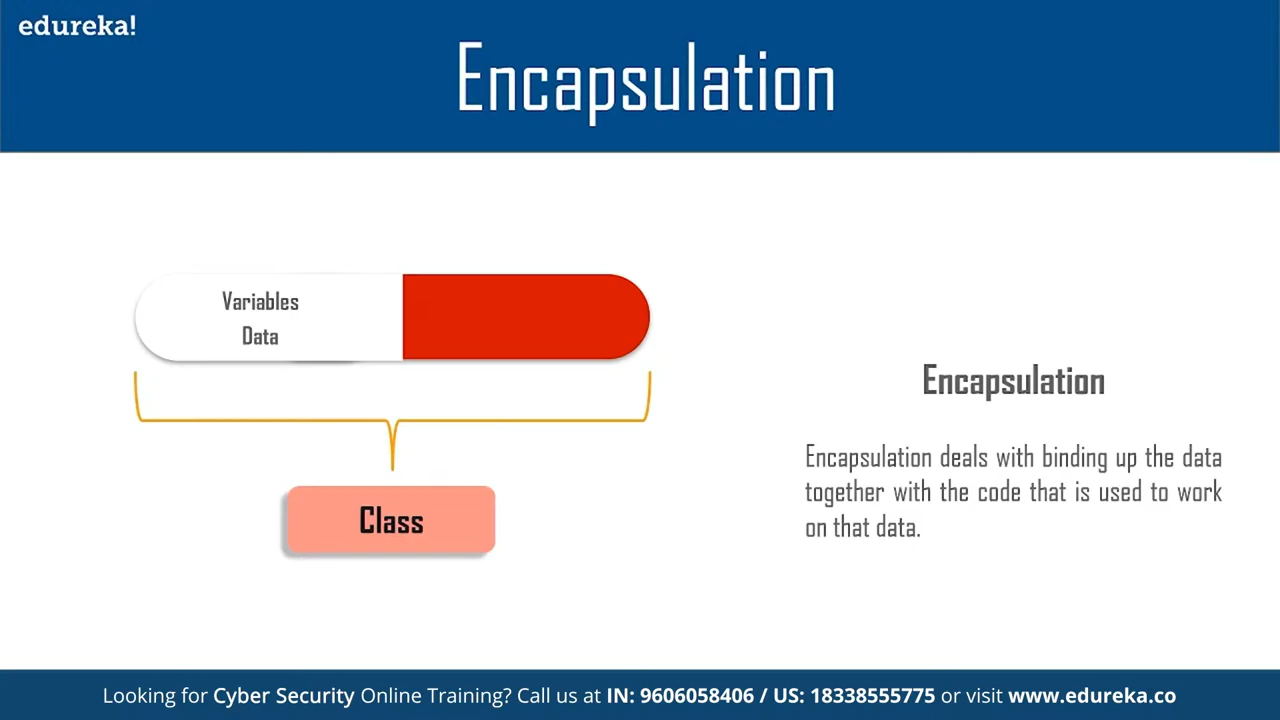 edureka!
Encapsulation
Variables
Data
Class
Encapsulation
Encapsulation deals with binding up the data
together with the code that is used to work
on that data.
Looking for Cyber Security Online Training? Call us at IN: 9606058406 / US: 18338555775 or visit www.edureka.co